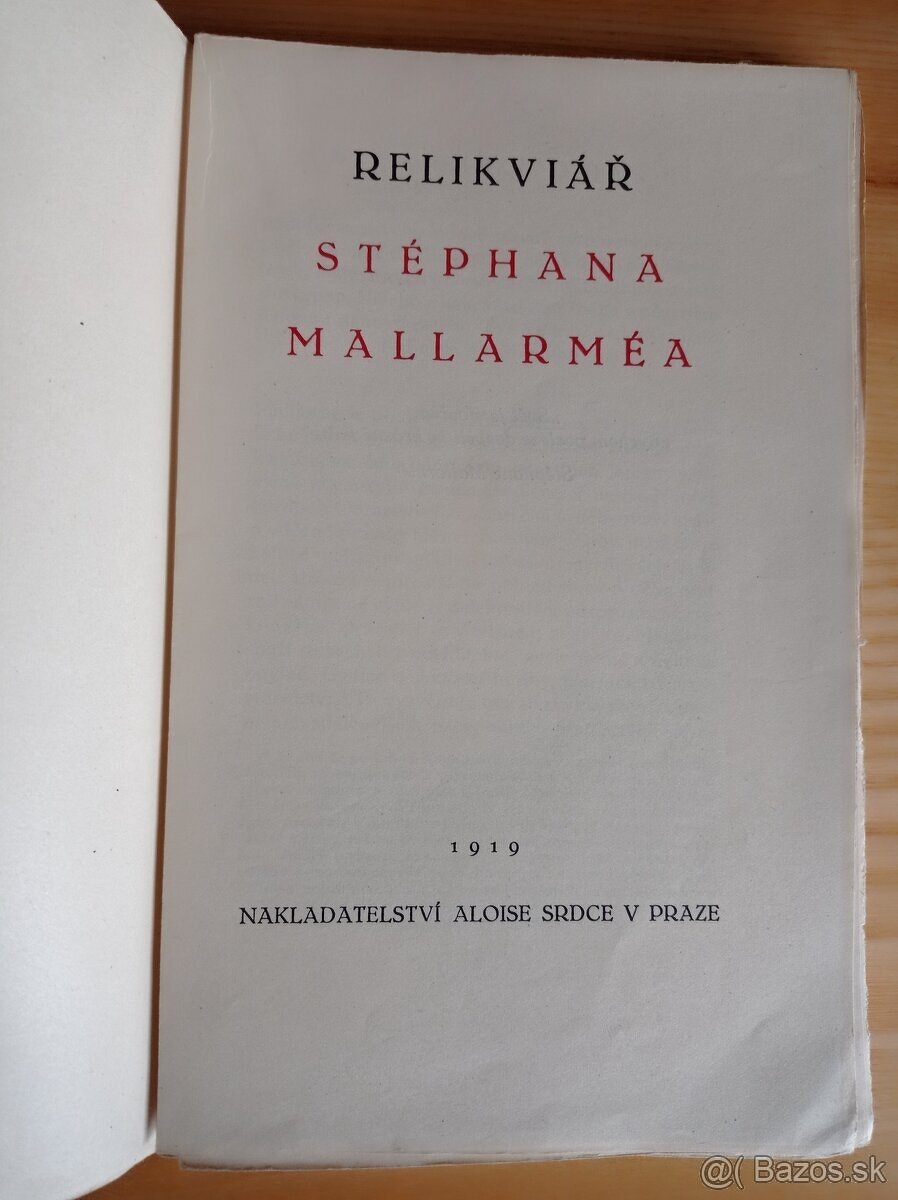 RELIKVIÁŘ
STÉPHANA
MALLARMÉA
1919
NAKLADATELSTVÍ ALOISE SRDCE V PRAZE
@( Bazos.sk